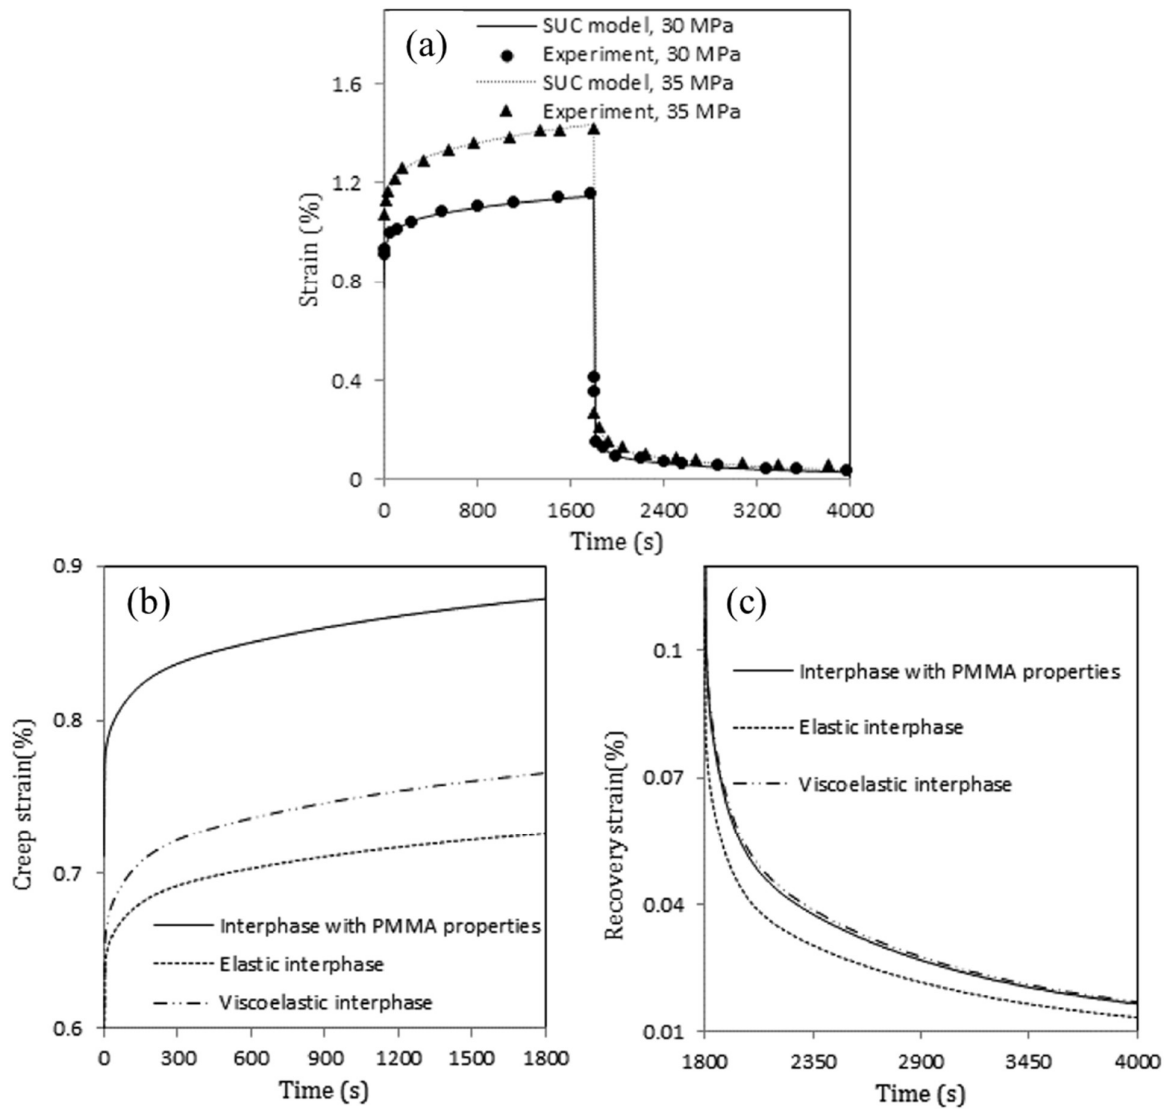 (a)
SUC model, 30 MPa
Experiment, 30 MPa
SUC model, 35 MPa
Experiment, 35 MPa
1.6
1.2
0.8
0.4
0
Strain (%)
0 800 1600 2400 3200 4000
Time (s)
(b)
0.9
0.8
0.7
0.6
Creep strain(%)
Interphase with PMMA properties
Elastic interphase
Viscoelastic interphase
0 300 600 900 1200 1500 1800
Time (s)
(c)
0.1
0.07
0.04
0.01
Recovery strain(%)
Interphase with PMMA properties
Elastic interphase
Viscoelastic interphase
1800 2350 2900 3450 4000
Time (s)